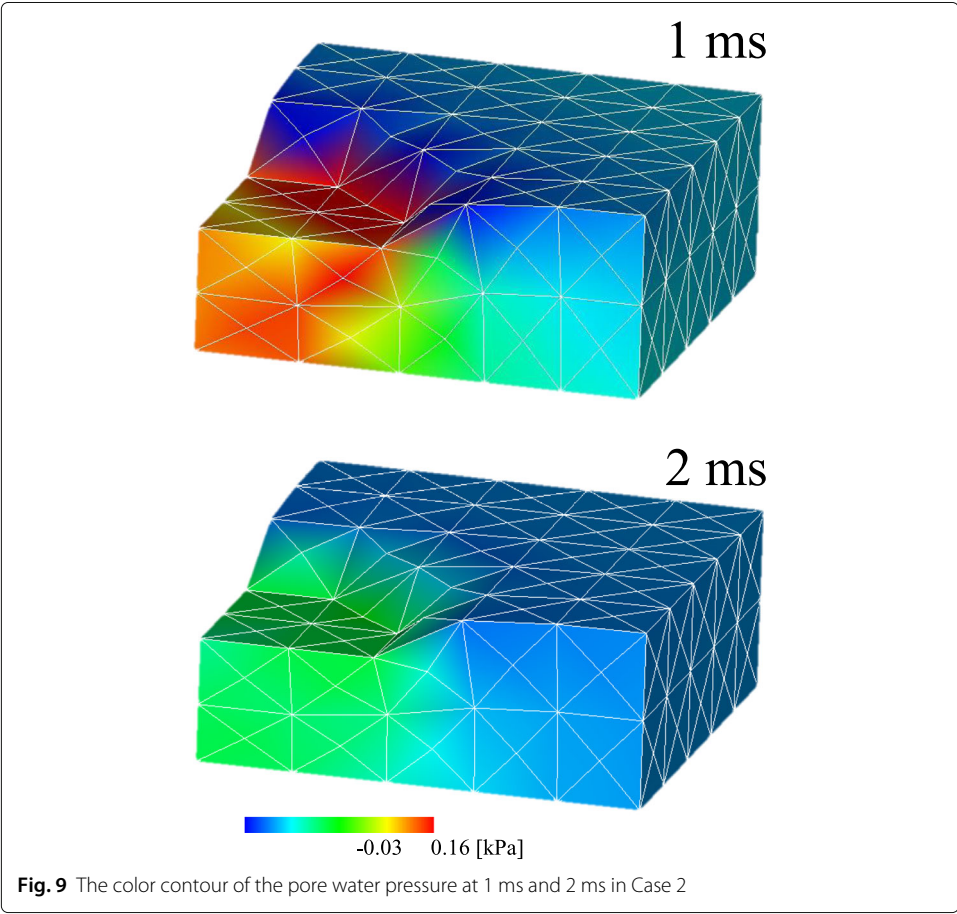 1 ms
2 ms
-0.03 0.16 [kPa]
Fig. 9 The color contour of the pore water pressure at 1 ms and 2 ms in Case 2